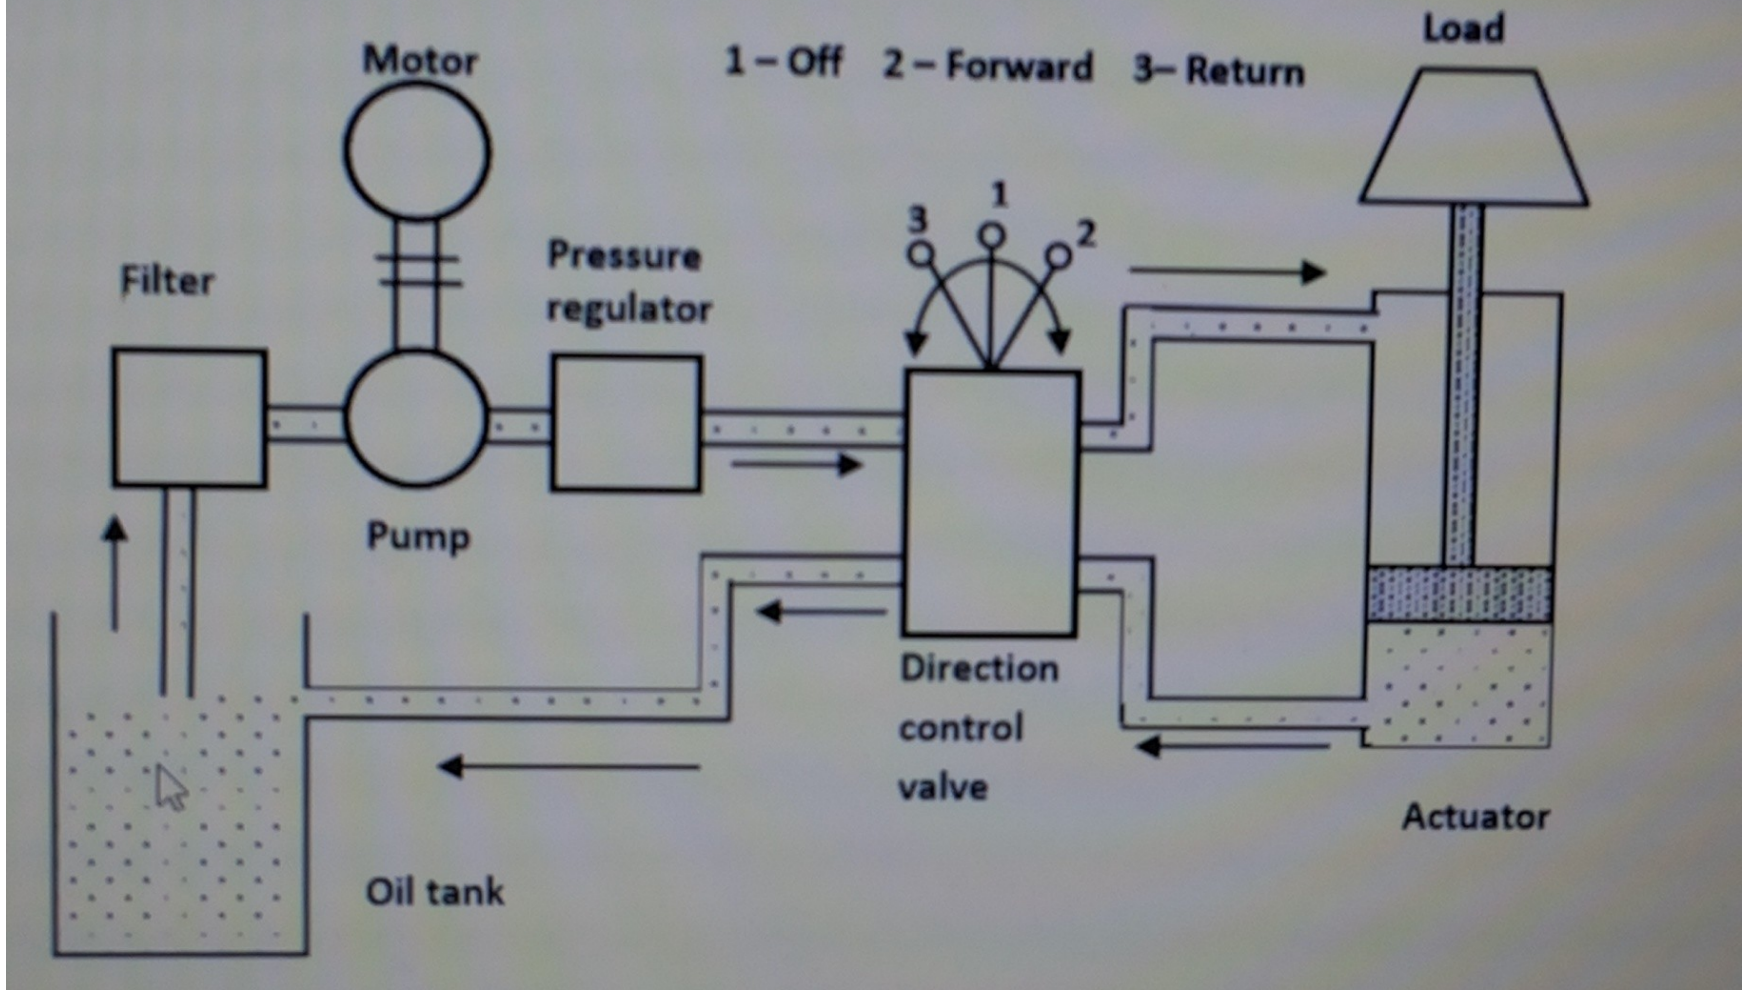 Load
Motor
1 – Off 2 – Forward 3– Return
1
3
2
Pressure
regulator
Filter
Pump
Direction
control
valve
Actuator
Oil tank